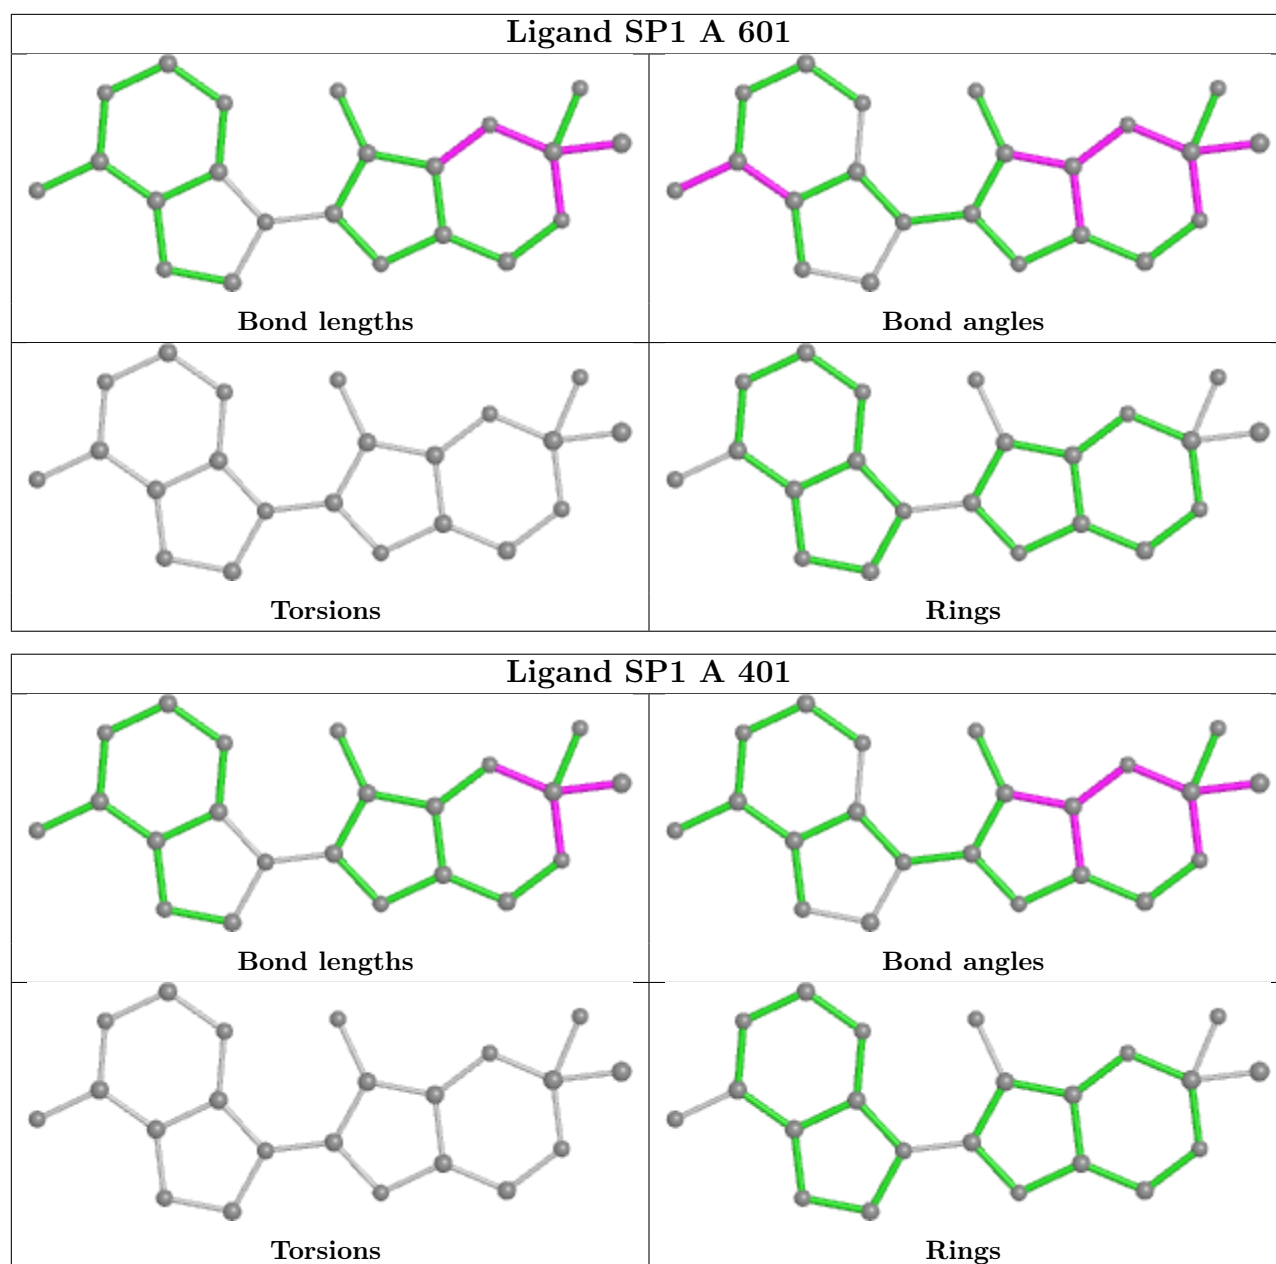 Ligand SP1 A 601
Bond lengths
Bond angles
Torsions
Rings
Ligand SP1 A 401
Bond lengths
Bond angles
Torsions
Rings